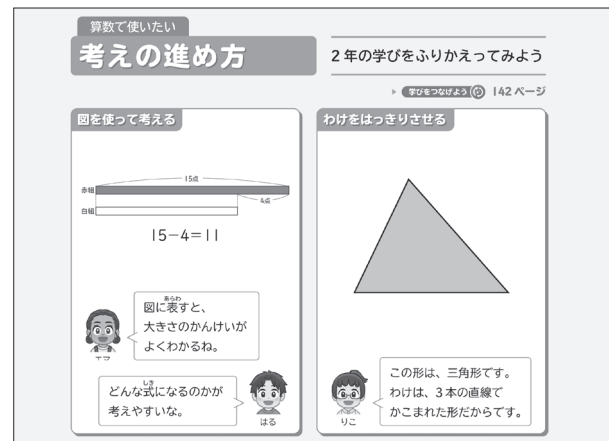 算数で使いたい
考えの進め方
2年の学びをふりかえってみよう
学びをつなげよう 142ページ
図を使って考える
15点
赤組
4点
白組
15−4=11
あらわ
図に表すと、
大きさのかんけいが
よくわかるね。
エマ
しき
どんな式になるのかが
考えやすいな。
はる
わけをはっきりさせる
この形は、三角形です。
わけは、3本の直線で
かこまれた形だからです。
りこ